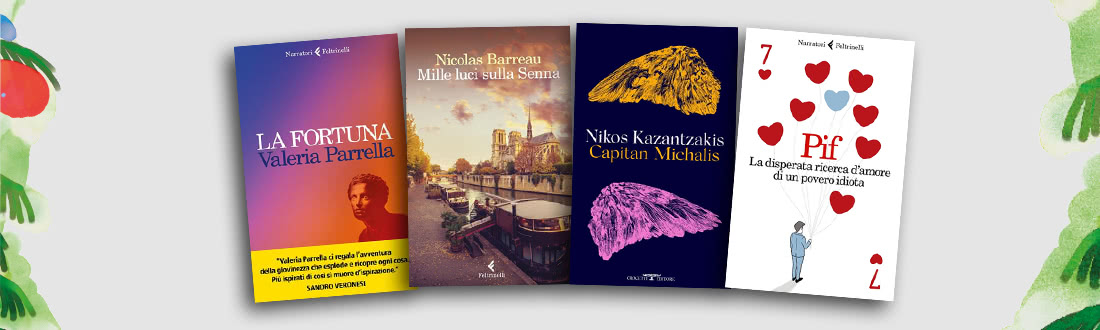 Narratori Feltrinelli
LA FORTUNA
Valeria Parrella
"Valeria Parrella ci regala l'avventura
della giovinezza che esplode e ricopre ogni cosa.
Più ispirati di così si muore d'ispirazione."
SANDRO VERONESI
Nicolas Barreau
Mille luci sulla Senna
Feltrinelli
Nikos Kazantzakis
Capitan Michalis
CROCETTI EDITORE
Narratori Feltrinelli
7
Pif
La disperata ricerca d'amore
di un povero idiota
7